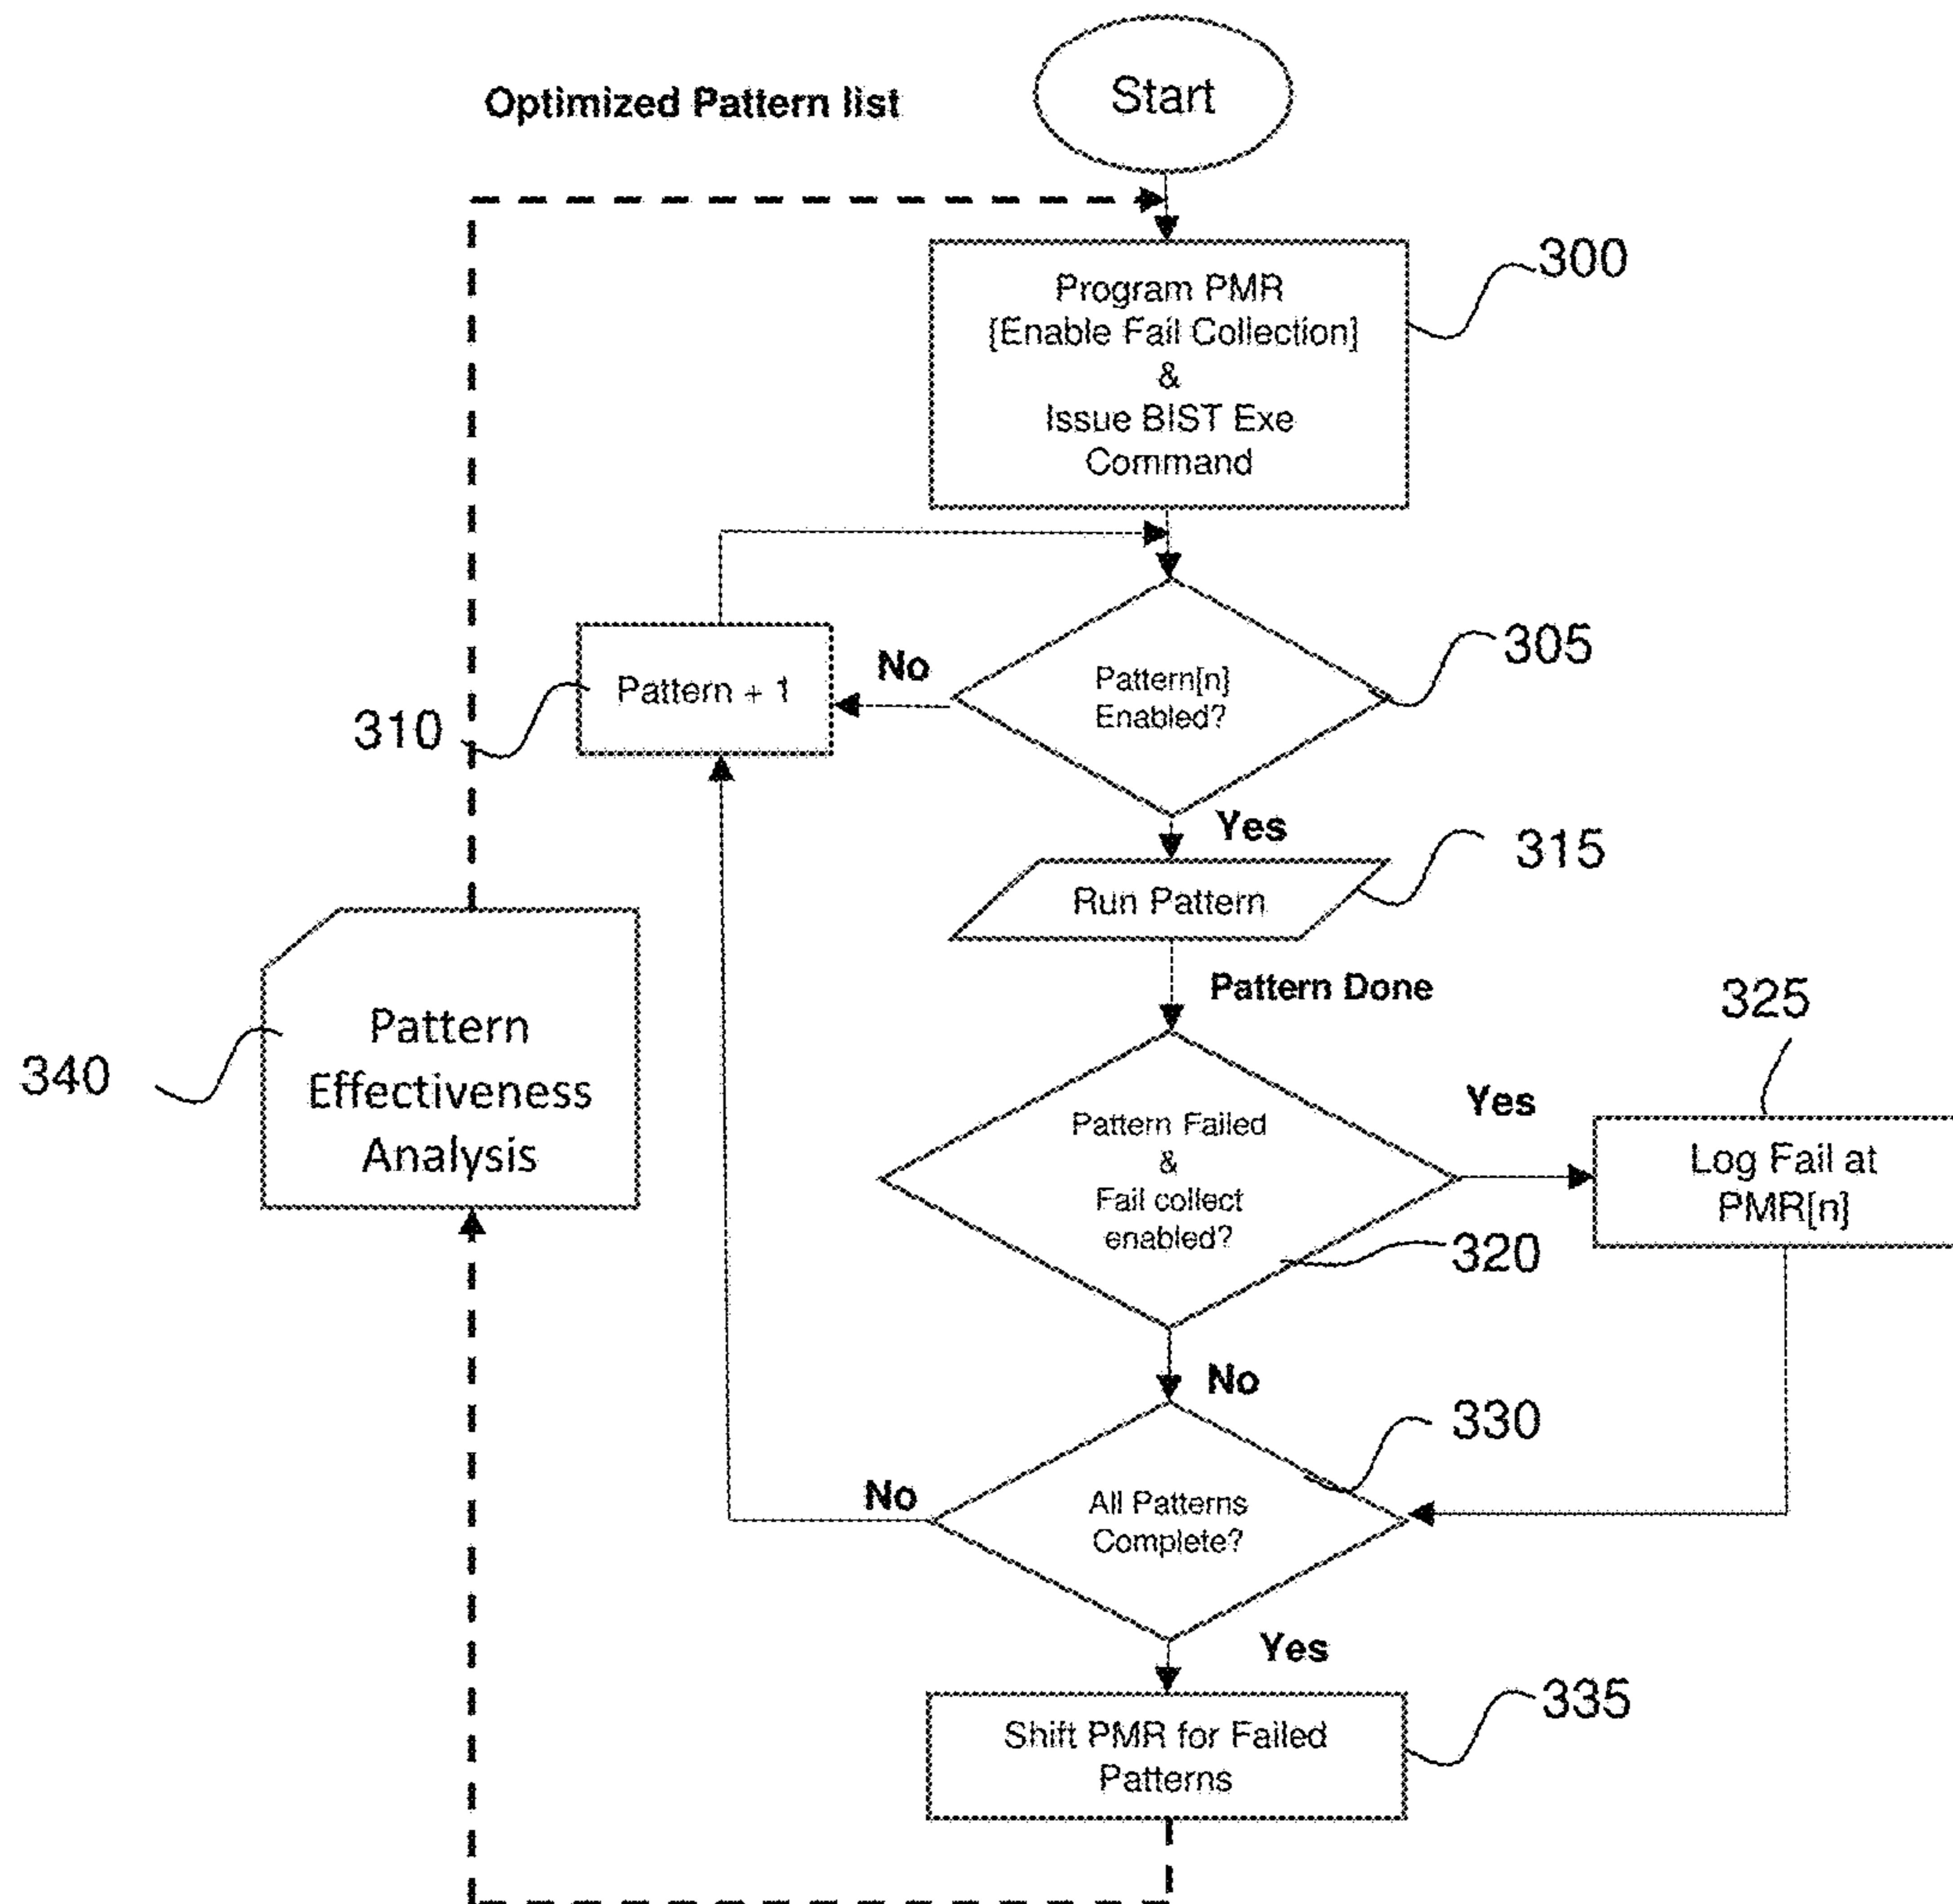 Optimized Pattern list
Start
Program PMR
[Enable Fail Collection]
&
Issue BIST Exe
Command
300
Pattern[n]
Enabled?
305
No
Pattern + 1
310
Yes
Run Pattern
315
Pattern Done
Pattern
Effectiveness
Analysis
340
Pattern Failed
&
Fail collect
enabled?
320
Yes
Log Fail at
PMR[n]
325
No
All Patterns
Complete?
330
No
Yes
Shift PMR for Failed
Patterns
335